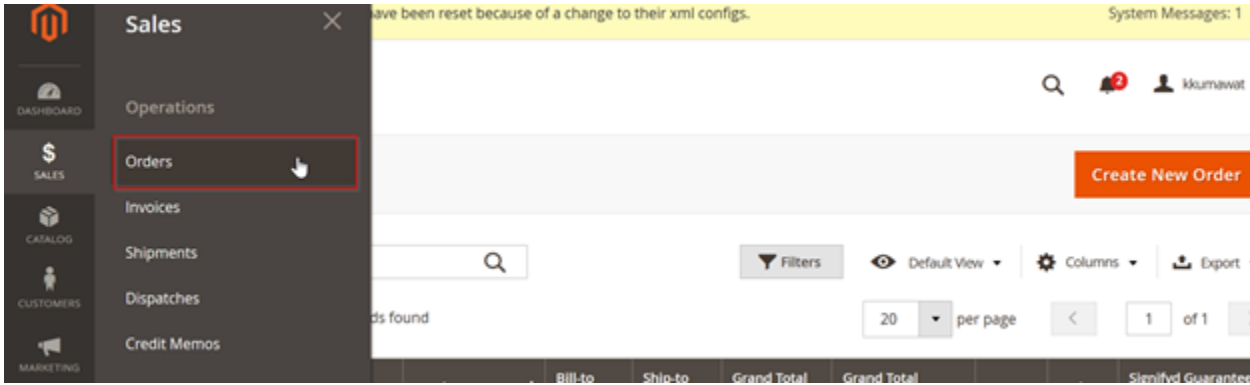 Sales
ave been reset because of a change to their xml configs.
System Messages: 1
2
kkumawat
DASHBOARD
Operations
SALES
Orders
Create New Order
Invoices
CATALOG
Shipments
Filters
Default View
Columns
Export
CUSTOMERS
Dispatches
ds found
20
per page
1
of 1
MARKETING
Credit Memos
Bill-to
Ship-to
Grand Total
Grand Total
Signifyd Guarantee